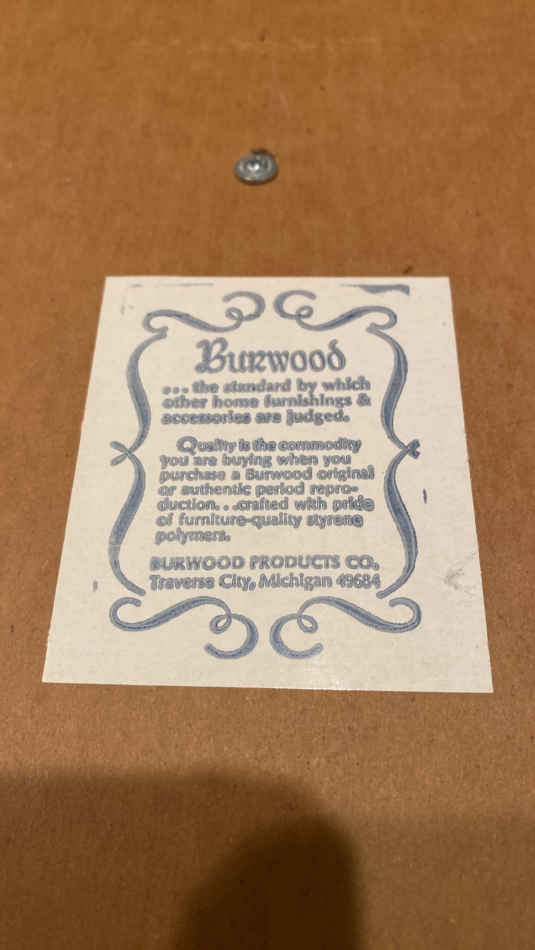 Burwood
... the standard by which
other home furnishings &
accessories are judged.
Quality is the commodity
you are buying when you
purchase a Burwood original
or authentic period repro-
duction. . .crafted with pride
of furniture-quality styrene
polymers.
BURWOOD PRODUCTS CO.
Traverse City, Michigan 49684